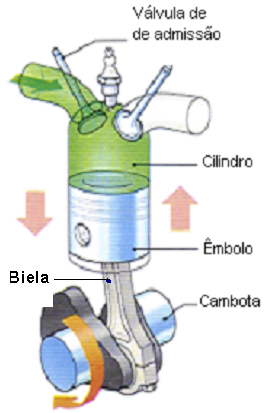 Válvula de
de admissão
Cilindro
Êmbolo
Biela
Cambota